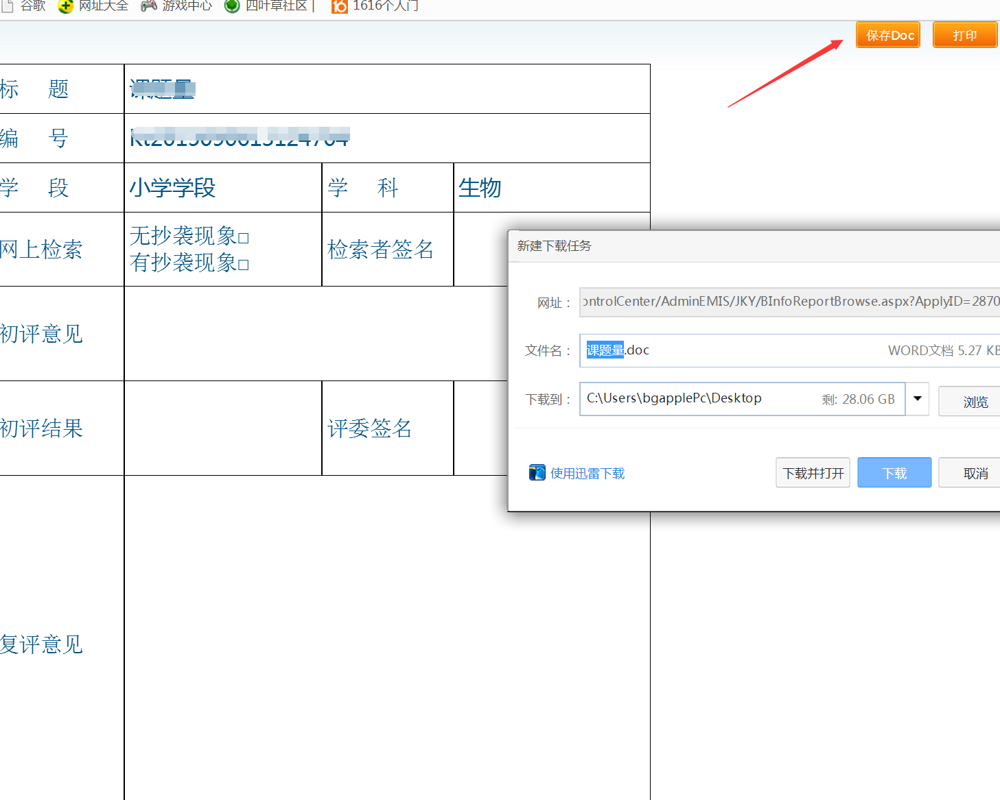 谷歌 网址大全 游戏中心 四叶草社区 | 1616个人门
保存Doc 打印
标 题 课题量
编 号
学 段 小学学段 学 科 生物
网上检索 无抄袭现象□ 检索者签名
有抄袭现象□
初评意见
初评结果 评委签名
复评意见
新建下载任务
网址： ontrolCenter/AdminEMIS/JKY/BInfoReportBrowse.aspx?ApplyID=2870
文件名： 课题量.doc WORD文档 5.27 KB
下载到： C:\Users\bgapplePc\Desktop 剩: 28.06 GB 浏览
使用迅雷下载 下载并打开 下载 取消